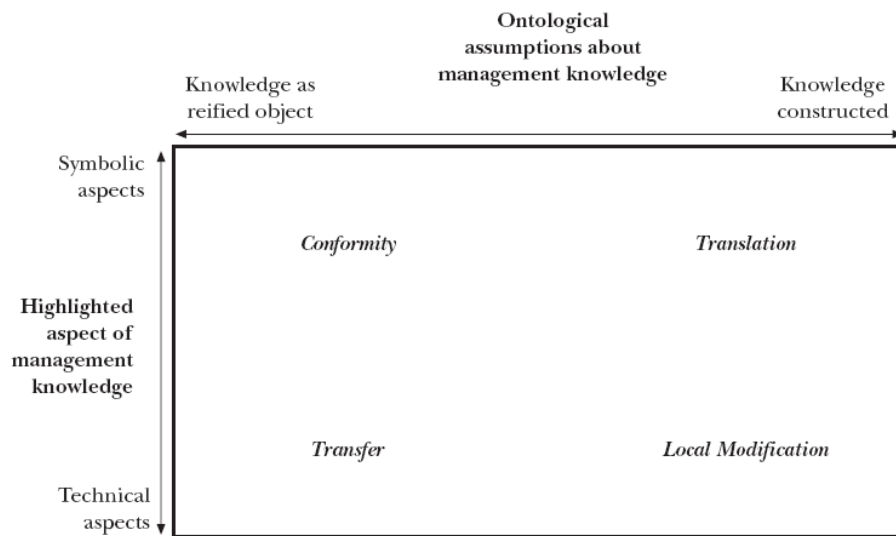 Ontological
assumptions about
management knowledge
Knowledge as
reified object
Knowledge
constructed
Symbolic
aspects
Conformity
Translation
Highlighted
aspect of
management
knowledge
Transfer
Local Modification
Technical
aspects